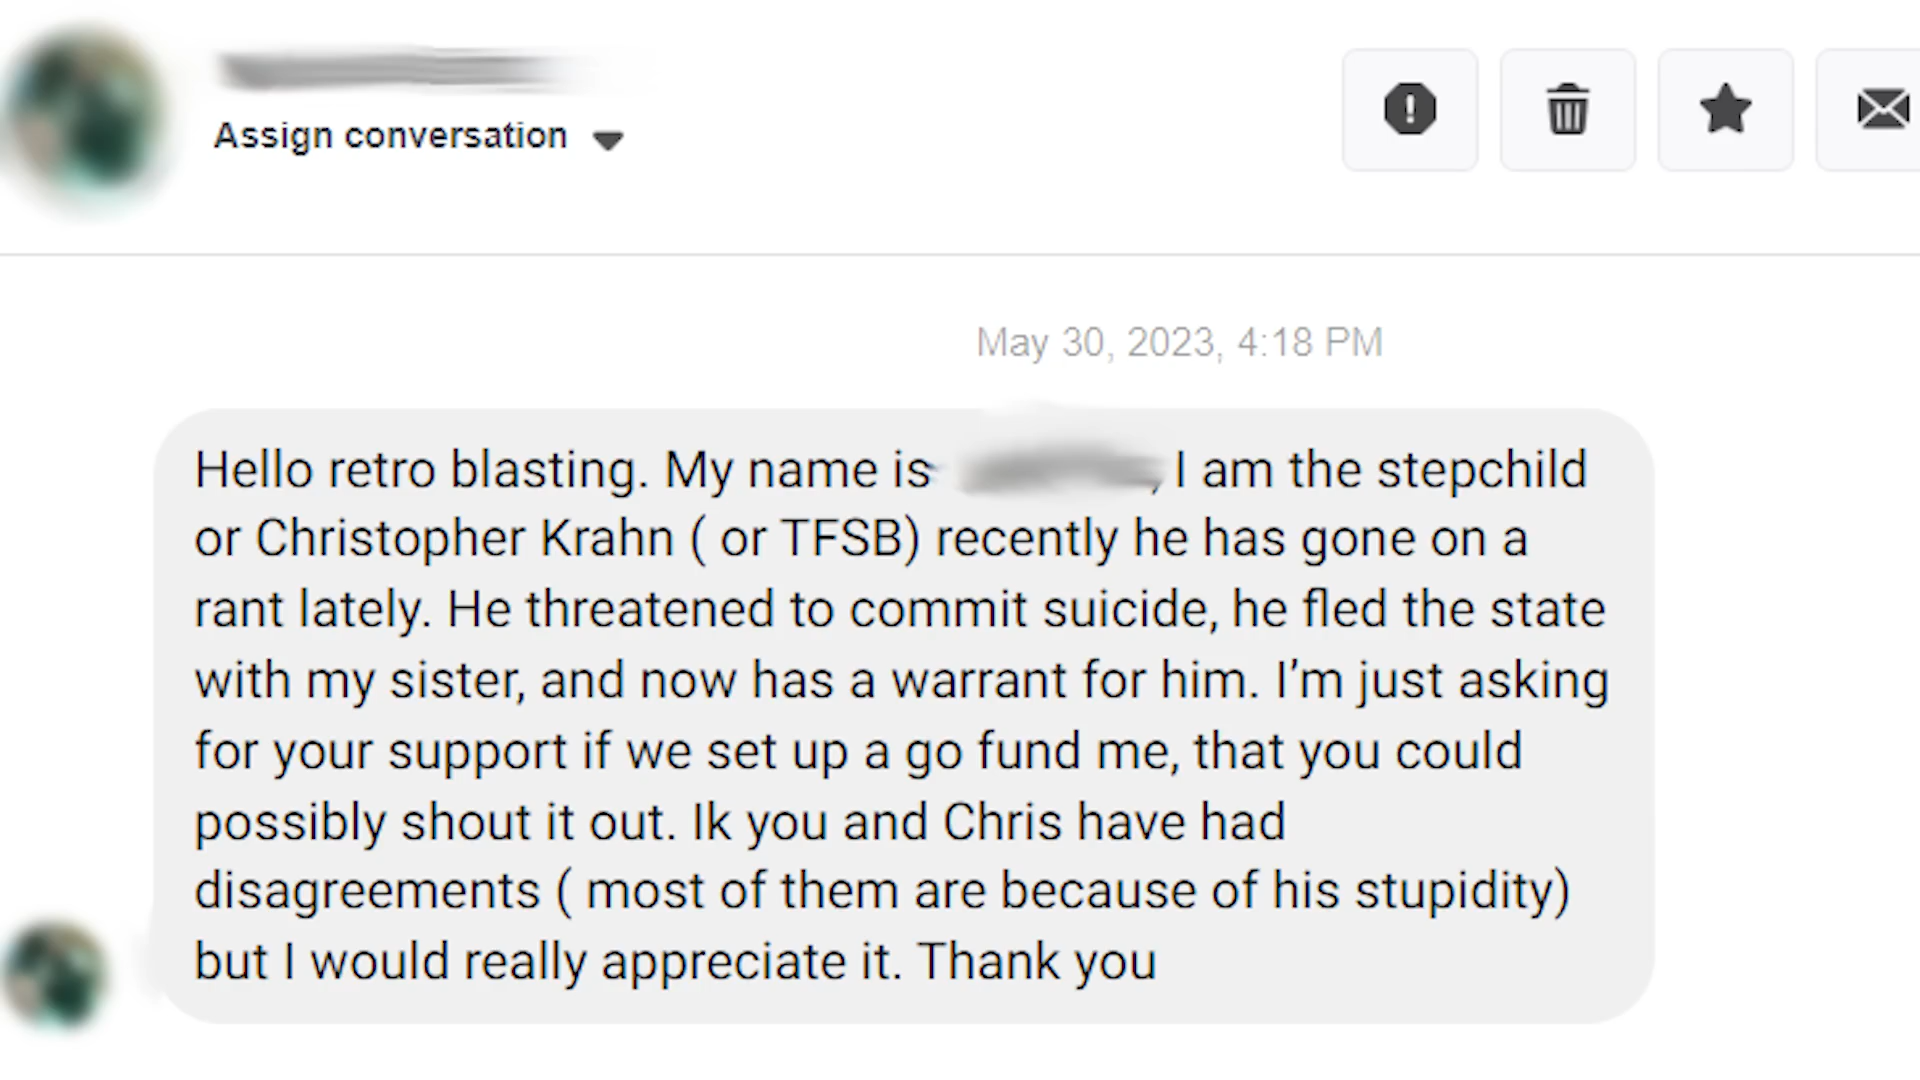 Assign conversation
May 30, 2023, 4:18 PM
Hello retro blasting. My name is , I am the stepchild
or Christopher Krahn ( or TFSB) recently he has gone on a
rant lately. He threatened to commit suicide, he fled the state
with my sister, and now has a warrant for him. I’m just asking
for your support if we set up a go fund me, that you could
possibly shout it out. Ik you and Chris have had
disagreements ( most of them are because of his stupidity)
but I would really appreciate it. Thank you